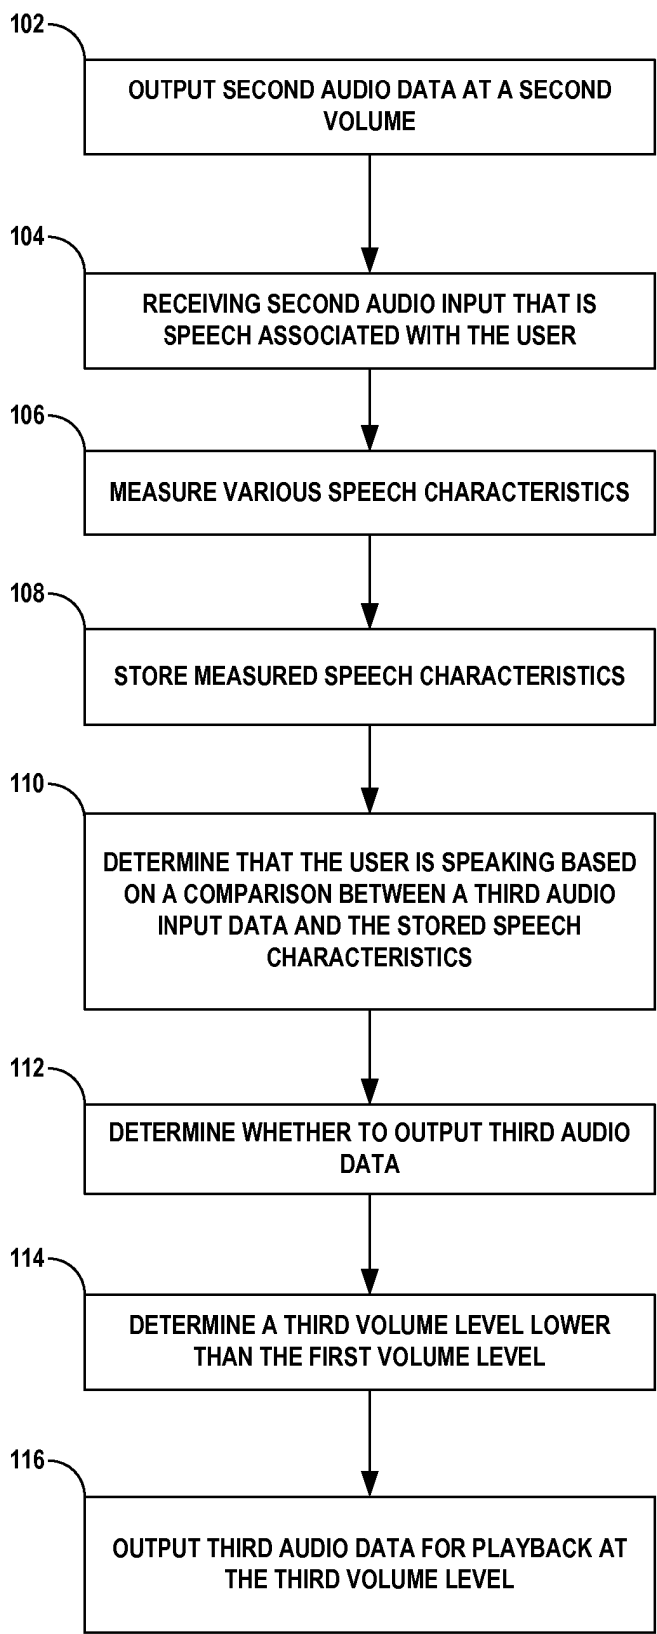 102
OUTPUT SECOND AUDIO DATA AT A SECOND
VOLUME
104
RECEIVING SECOND AUDIO INPUT THAT IS
SPEECH ASSOCIATED WITH THE USER
106
MEASURE VARIOUS SPEECH CHARACTERISTICS
108
STORE MEASURED SPEECH CHARACTERISTICS
110
DETERMINE THAT THE USER IS SPEAKING BASED
ON A COMPARISON BETWEEN A THIRD AUDIO
INPUT DATA AND THE STORED SPEECH
CHARACTERISTICS
112
DETERMINE WHETHER TO OUTPUT THIRD AUDIO
DATA
114
DETERMINE A THIRD VOLUME LEVEL LOWER
THAN THE FIRST VOLUME LEVEL
116
OUTPUT THIRD AUDIO DATA FOR PLAYBACK AT
THE THIRD VOLUME LEVEL